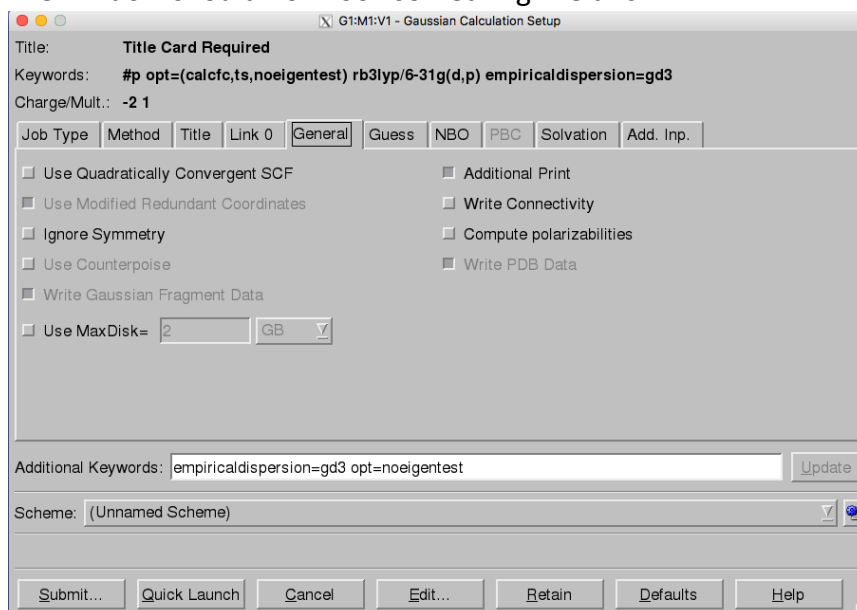 G1:M1:V1 - Gaussian Calculation Setup
Title: Title Card Required
Keywords: #p opt=(calcfc,ts,noeigentest) rb3lyp/6-31g(d,p) empiricaldispersion=gd3
Charge/Mult.: -2 1
Job Type Method Title Link 0 General Guess NBO PBC Solvation Add. Inp.
Use Quadratically Convergent SCF Additional Print
Use Modified Redundant Coordinates Write Connectivity
Ignore Symmetry Compute polarizabilities
Use Counterpoise Write PDB Data
Write Gaussian Fragment Data
Use MaxDisk= 2 GB
Additional Keywords: empiricaldispersion=gd3 opt=noeigentest Update
Scheme: (Unnamed Scheme)
Submit... Quick Launch Cancel Edit... Retain Defaults Help